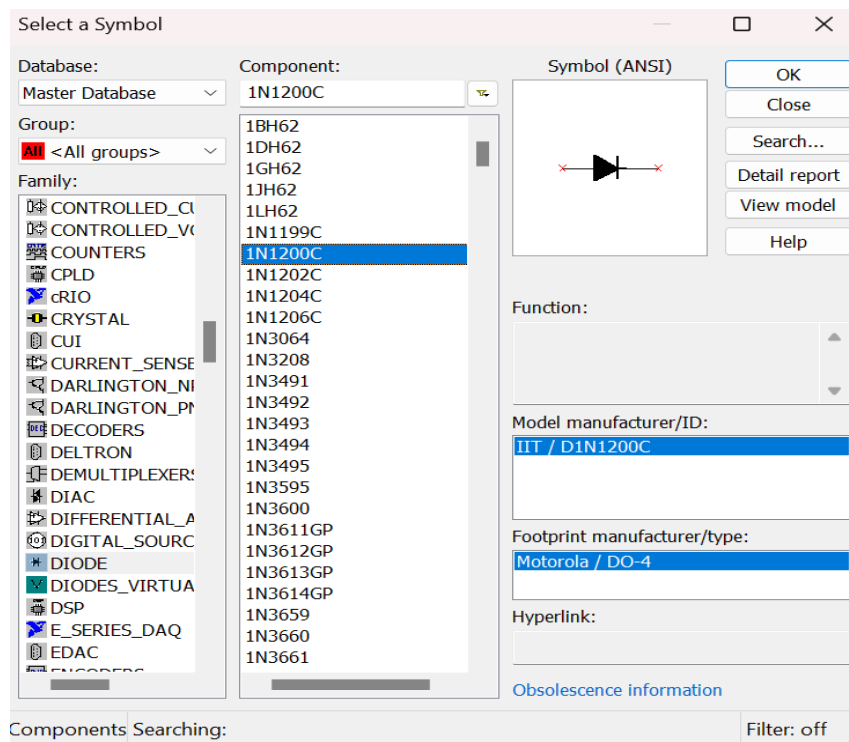 Select a Symbol
Database:
Master Database
Group:
All <All groups>
Family:
CONTROLLED_CU
CONTROLLED_VO
COUNTERS
CPLD
cRIO
CRYSTAL
CUI
CURRENT_SENSE
DARLINGTON_NP
DARLINGTON_PN
DECODERS
DELTRON
DEMULTIPLEXERS
DIAC
DIFFERENTIAL_A
DIGITAL_SOURC
DIODE
DIODES_VIRTUA
DSP
E_SERIES_DAQ
EDAC
Component:
1N1200C
1BH62
1DH62
1GH62
1JH62
1LH62
1N1199C
1N1200C
1N1202C
1N1204C
1N1206C
1N3064
1N3208
1N3491
1N3492
1N3493
1N3494
1N3495
1N3595
1N3600
1N3611GP
1N3612GP
1N3613GP
1N3614GP
1N3659
1N3660
1N3661
Symbol (ANSI)
OK
Close
Search...
Detail report
View model
Help
Function:
Model manufacturer/ID:
IIT / D1N1200C
Footprint manufacturer/type:
Motorola / DO-4
Hyperlink:
Obsolescence information
Components Searching:
Filter: off